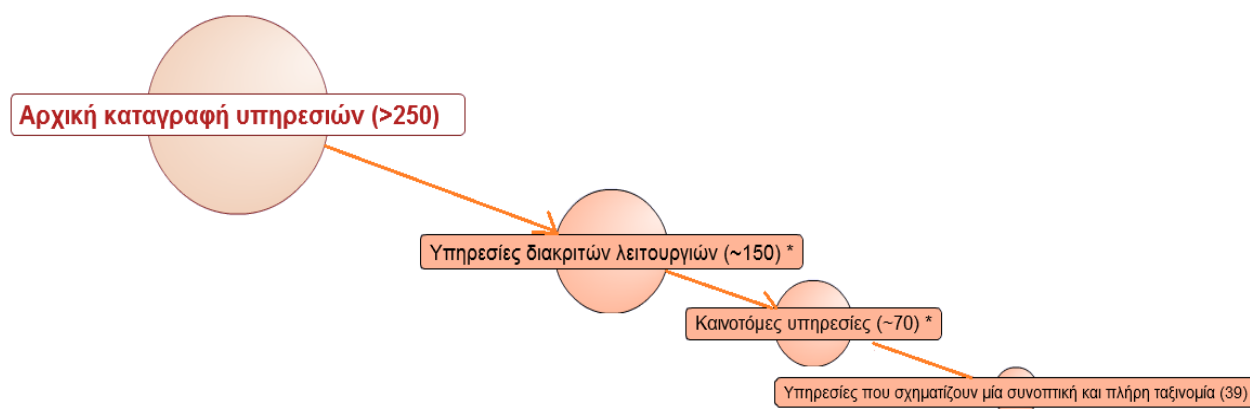 Αρχική καταγραφή υπηρεσιών (>250)
Υπηρεσίες διακριτών λειτουργιών (~150) *
Καινοτόμες υπηρεσίες (~70) *
Υπηρεσίες που σχηματίζουν μία συνοπτική και πλήρη ταξινομία (39)